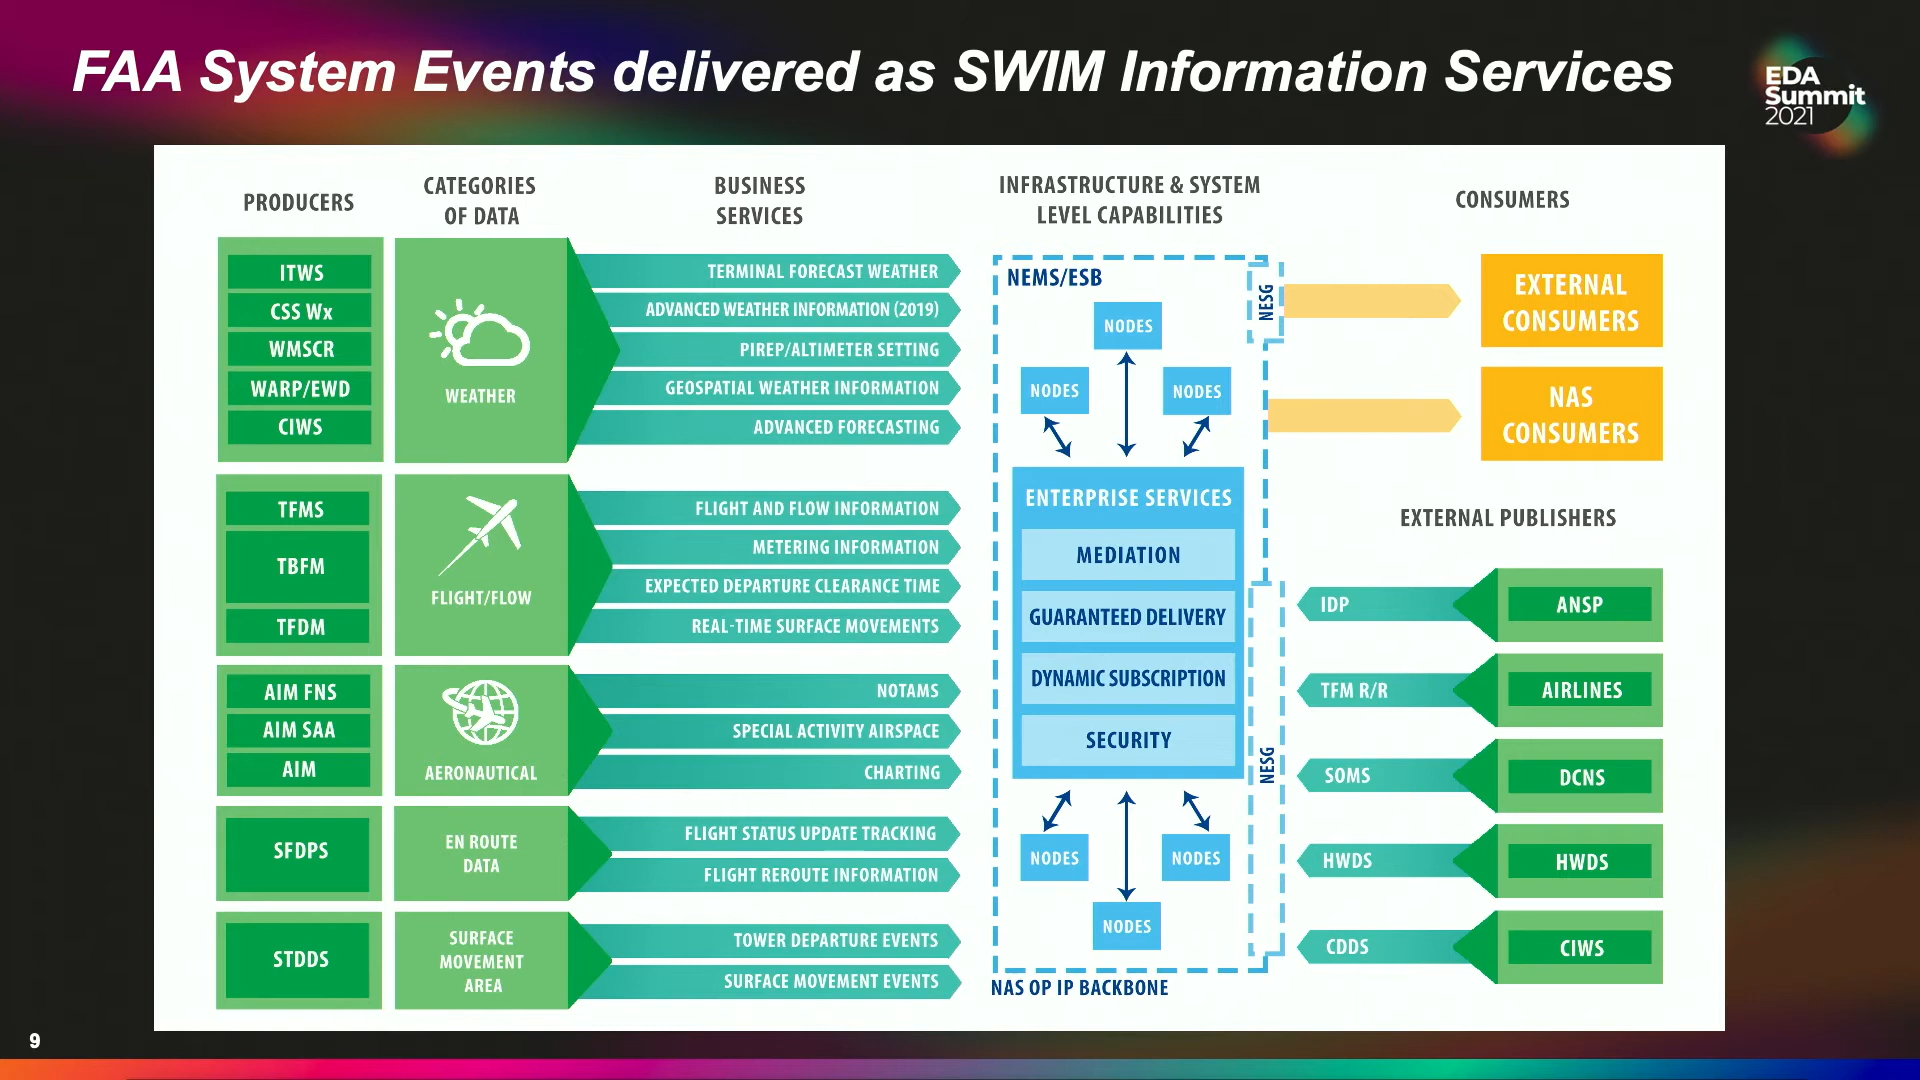 FAA System Events delivered as SWIM Information Services
EDA
Summit
2021
PRODUCERS
CATEGORIES
OF DATA
BUSINESS
SERVICES
INFRASTRUCTURE & SYSTEM
LEVEL CAPABILITIES
CONSUMERS
ITWS
CSS Wx
WMSCR
WARP/EWD
CIWS
WEATHER
TERMINAL FORECAST WEATHER
ADVANCED WEATHER INFORMATION (2019)
PIREP/ALTIMETER SETTING
GEOSPATIAL WEATHER INFORMATION
ADVANCED FORECASTING
TFMS
TBFM
TFDM
FLIGHT/FLOW
FLIGHT AND FLOW INFORMATION
METERING INFORMATION
EXPECTED DEPARTURE CLEARANCE TIME
REAL-TIME SURFACE MOVEMENTS
AIM FNS
AIM SAA
AIM
AERONAUTICAL
NOTAMS
SPECIAL ACTIVITY AIRSPACE
CHARTING
SFDPS
EN ROUTE
DATA
FLIGHT STATUS UPDATE TRACKING
FLIGHT REROUTE INFORMATION
STDDS
SURFACE
MOVEMENT
AREA
TOWER DEPARTURE EVENTS
SURFACE MOVEMENT EVENTS
NEMS/ESB
NODES
NODES
NODES
ENTERPRISE SERVICES
MEDIATION
GUARANTEED DELIVERY
DYNAMIC SUBSCRIPTION
SECURITY
NODES
NODES
NODES
NAS OP IP BACKBONE
NESG
NESG
EXTERNAL
CONSUMERS
NAS
CONSUMERS
EXTERNAL PUBLISHERS
IDP
ANSP
TFM R/R
AIRLINES
SOMS
DCNS
HWDS
HWDS
CDDS
CIWS
9